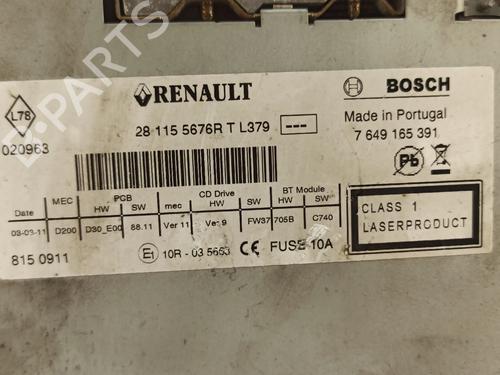 B-PARTS
L78
020963
RENAULT
28 115 5676R T L379 ---
BOSCH
Made in Portugal
7 649 165 391
Pb
MEC PCB CD Drive BT Module
Date HW SW mec HW SW HW SW
03-03-11 D200 D30_E00 88.11 Ver 11 Ver 9 FW37 705B C740
815 0911
E1 10R - 03 5663 CE FUSE 10A
CLASS 1
LASERPRODUCT